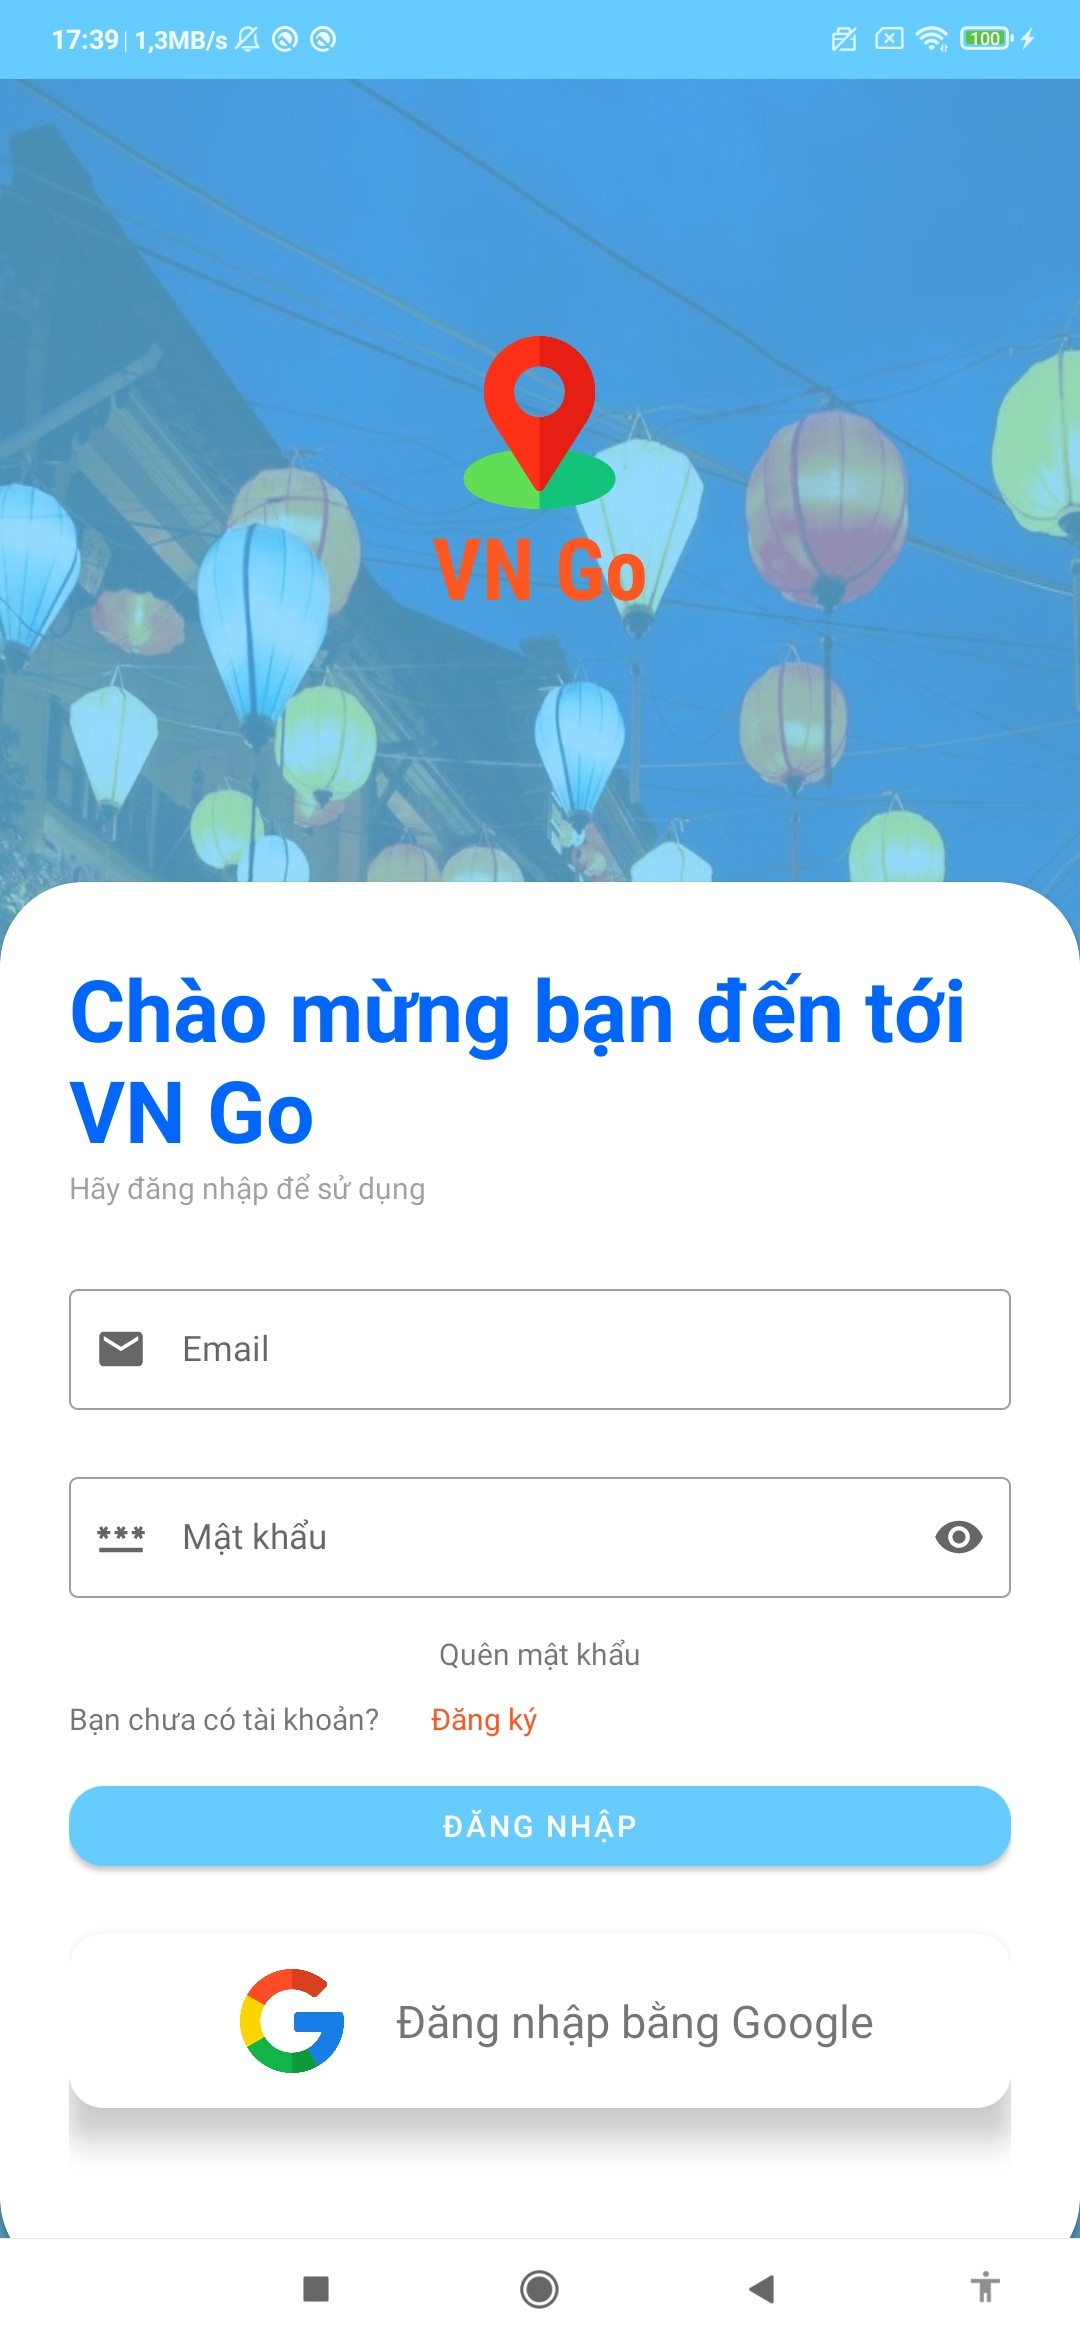 17:39 | 1,3MB/s
100
VN Go
Chào mừng bạn đến tới
VN Go
Hãy đăng nhập để sử dụng
Email
*** Mật khẩu
Quên mật khẩu
Bạn chưa có tài khoản? Đăng ký
ĐĂNG NHẬP
Đăng nhập bằng Google